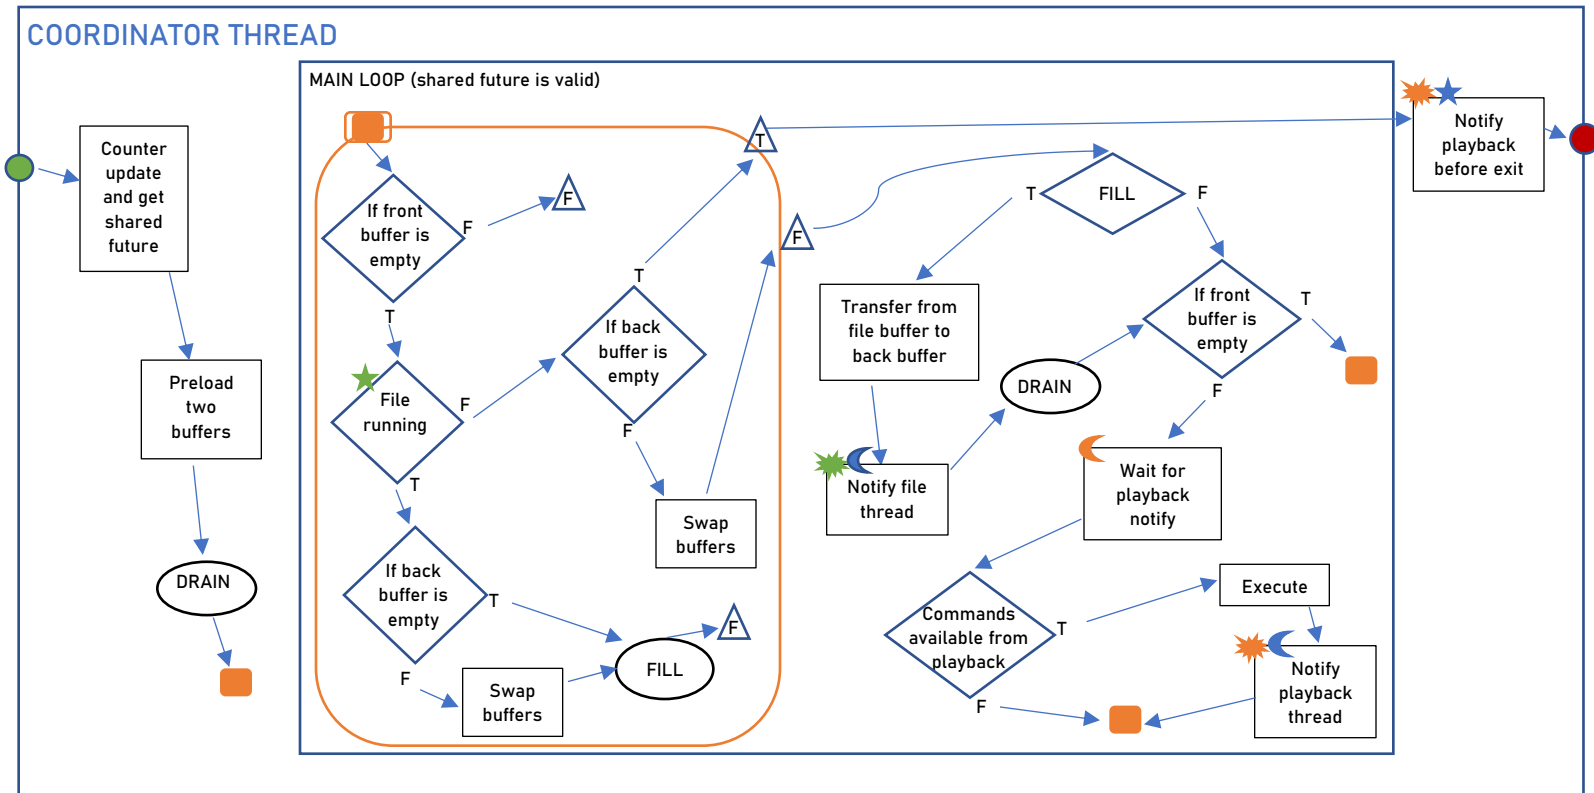 COORDINATOR THREAD
MAIN LOOP (shared future is valid)
Counter
update
and get
shared
future
Preload
two
buffers
DRAIN
If front
buffer is
empty
F
F
T
File
running
F
T
If back
buffer is
empty
T
F
Swap
buffers
FILL
F
If back
buffer is
empty
T
F
Swap
buffers
T
F
FILL
T
F
Transfer from
file buffer to
back buffer
Notify file
thread
DRAIN
If front
buffer is
empty
T
F
Wait for
playback
notify
Commands
available from
playback
T
F
Execute
Notify
playback
thread
Notify
playback
before exit